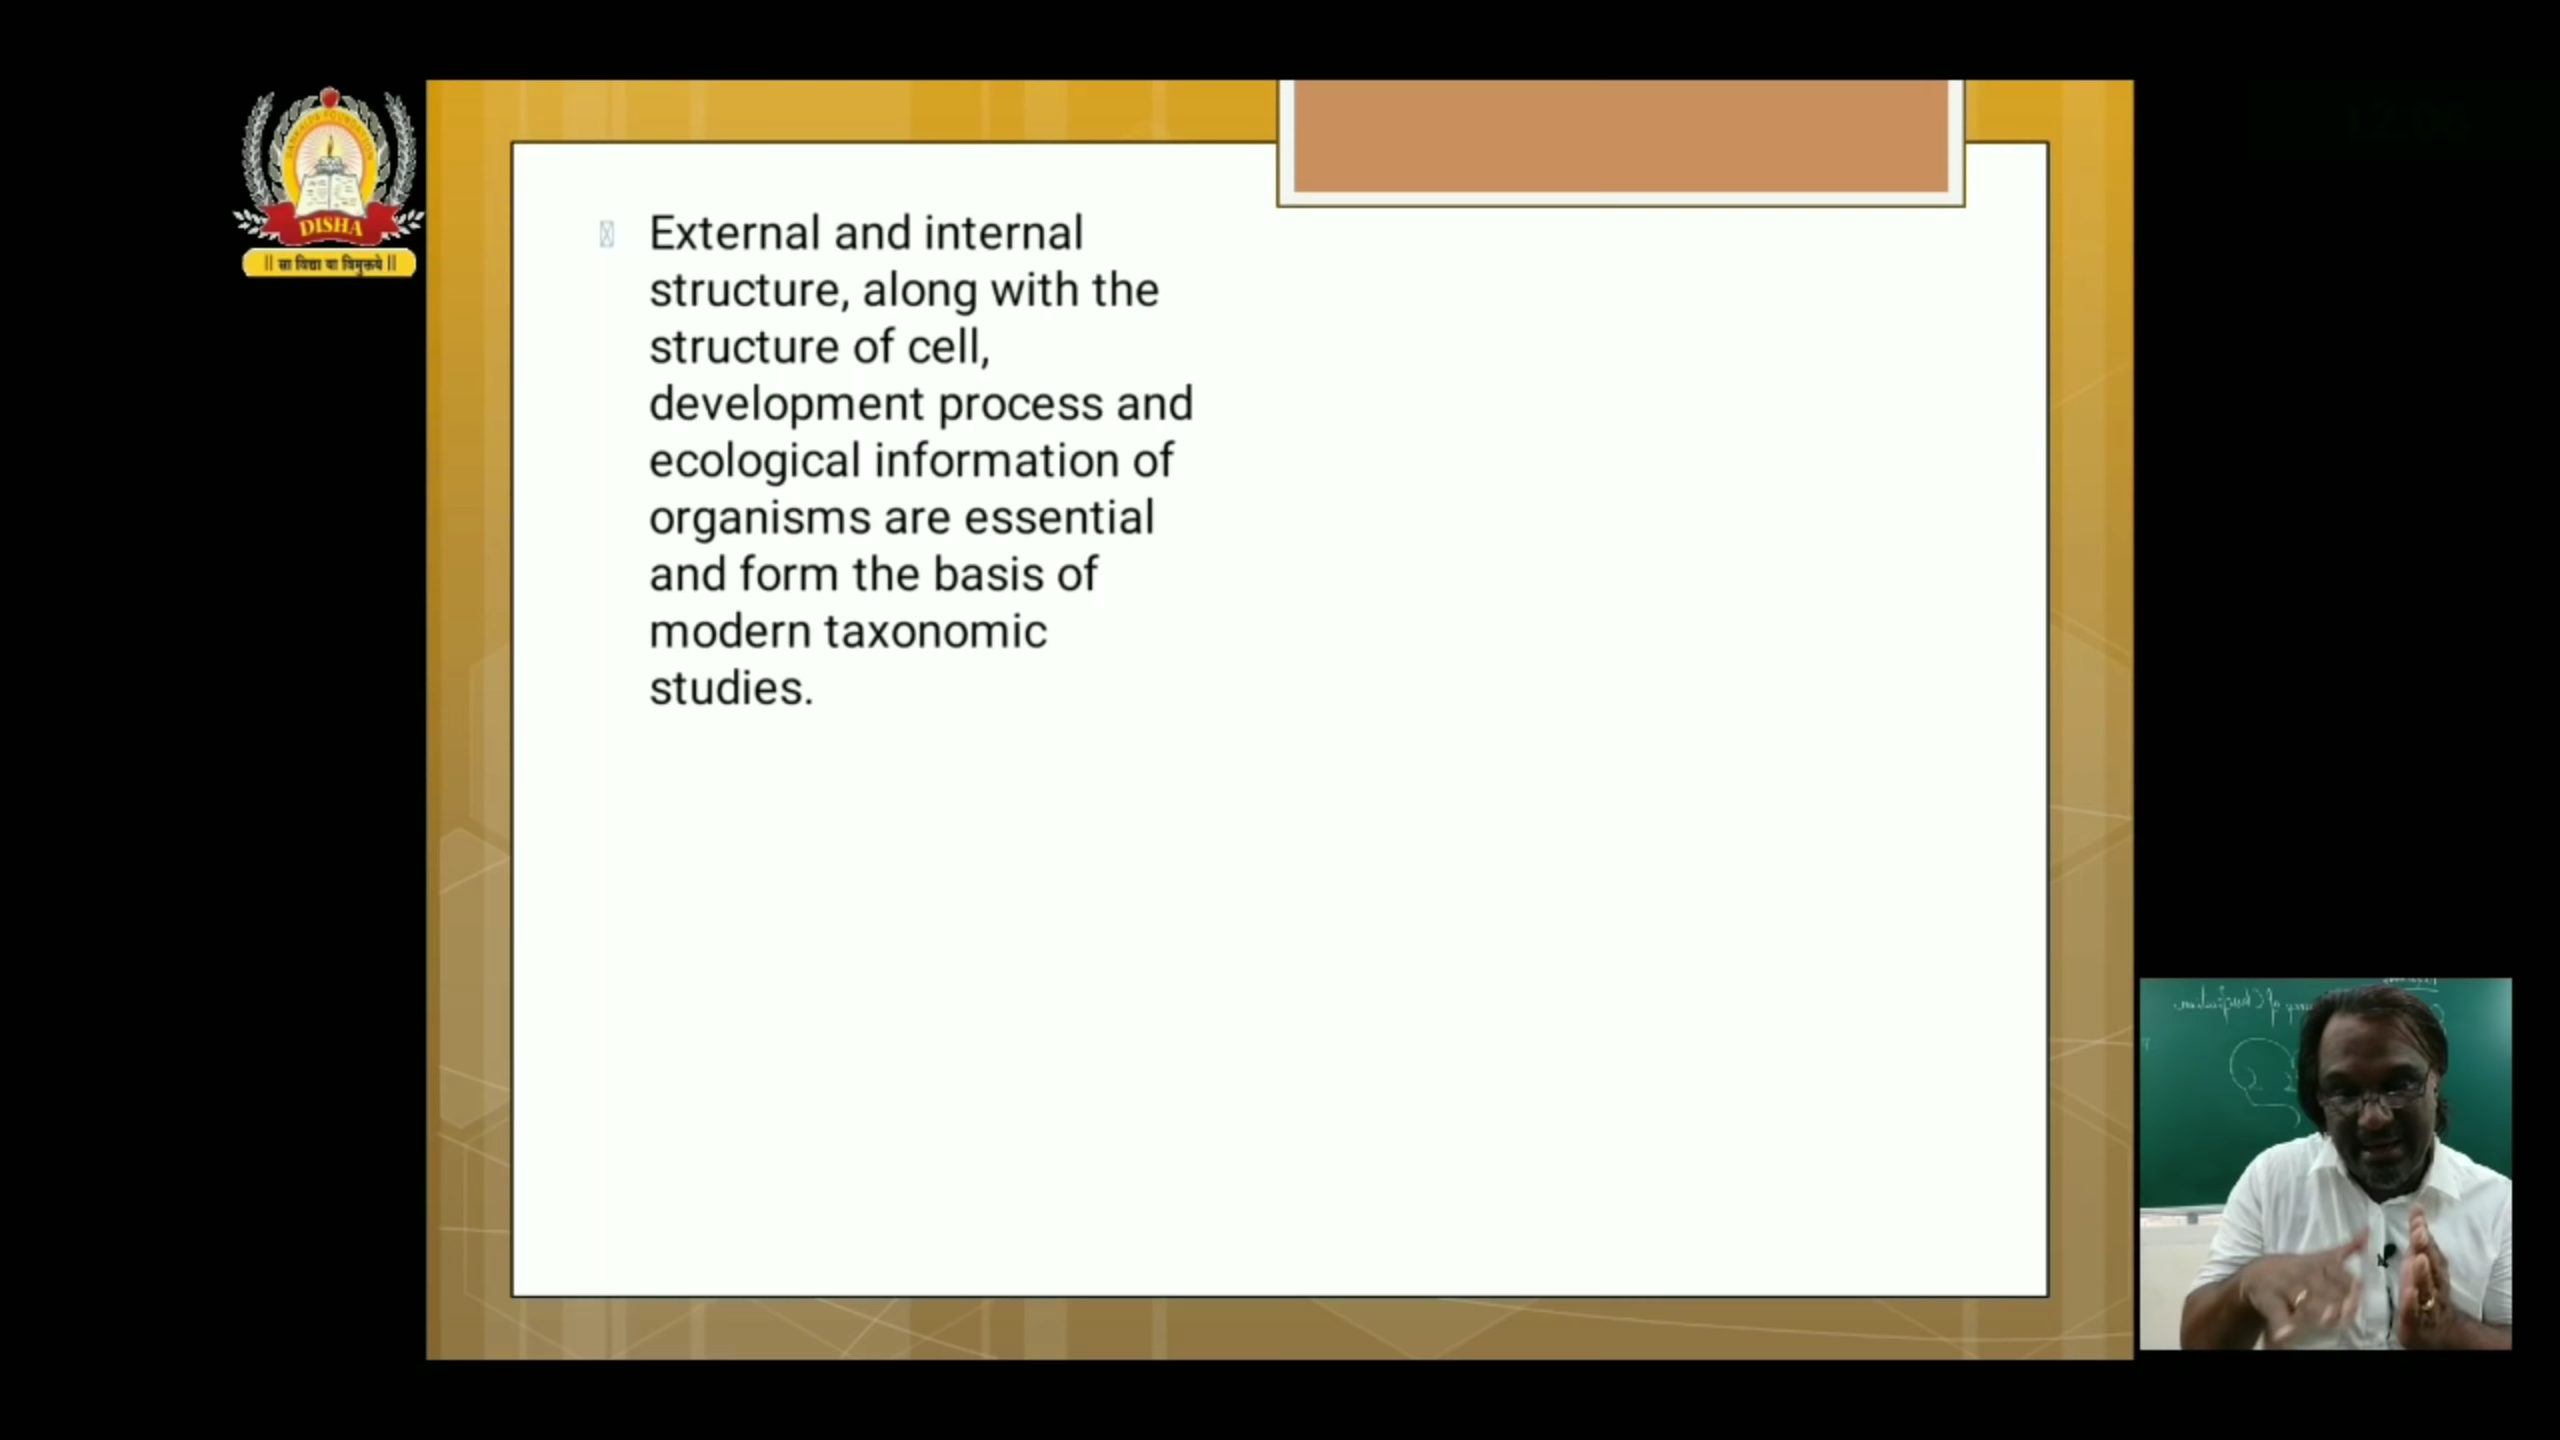 DISHA
|| सा विद्या या विमुक्तये ||
External and internal
structure, along with the
structure of cell,
development process and
ecological information of
organisms are essential
and form the basis of
modern taxonomic
studies.